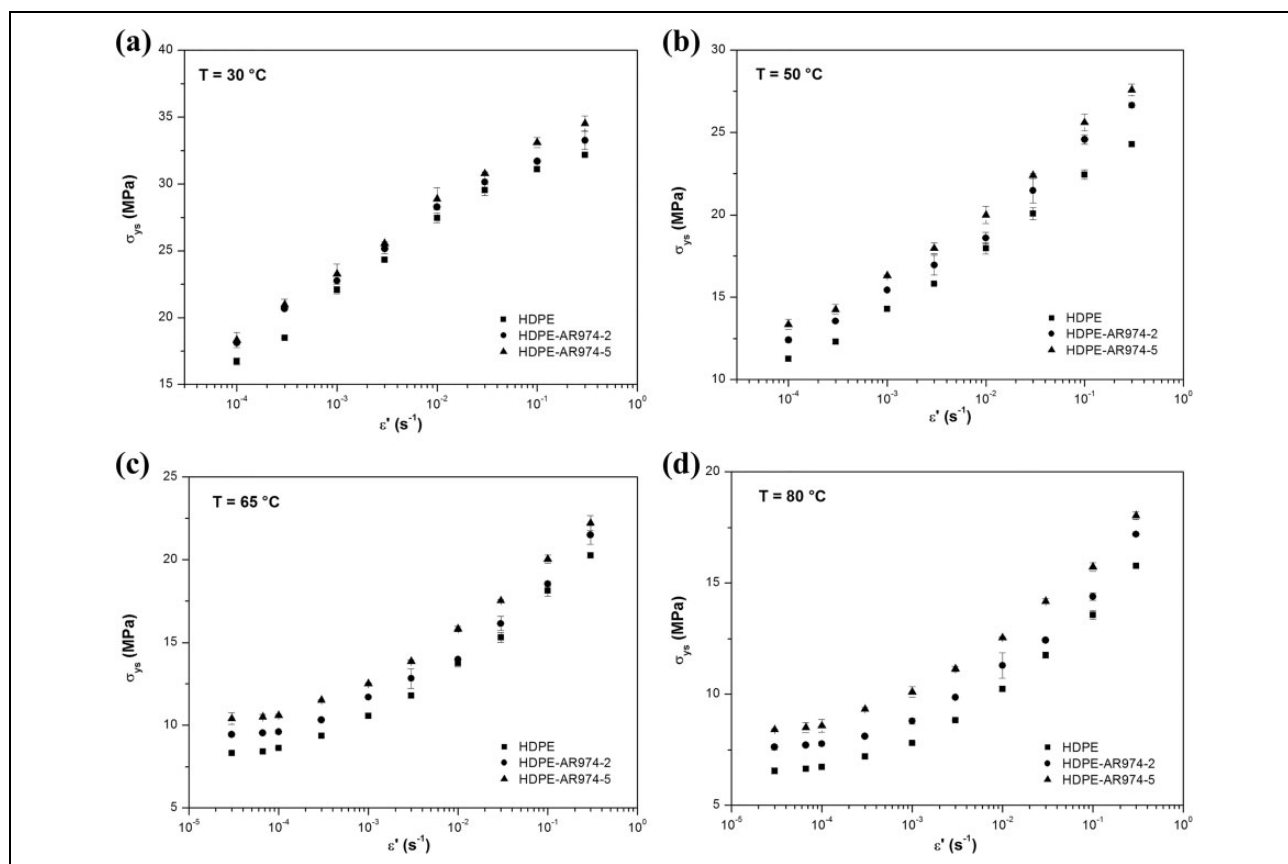 (a)
T = 30 °C
40
35
30
25
20
15
σys (MPa)
HDPE
HDPE-AR974-2
HDPE-AR974-5
10⁻⁴ 10⁻³ 10⁻² 10⁻¹ 10⁰
ε' (s⁻¹)
(b)
T = 50 °C
30
25
20
15
10
σys (MPa)
HDPE
HDPE-AR974-2
HDPE-AR974-5
10⁻⁴ 10⁻³ 10⁻² 10⁻¹ 10⁰
ε' (s⁻¹)
(c)
T = 65 °C
25
20
15
10
5
σys (MPa)
HDPE
HDPE-AR974-2
HDPE-AR974-5
10⁻⁵ 10⁻⁴ 10⁻³ 10⁻² 10⁻¹ 10⁰
ε' (s⁻¹)
(d)
T = 80 °C
20
15
10
5
σys (MPa)
HDPE
HDPE-AR974-2
HDPE-AR974-5
10⁻⁵ 10⁻⁴ 10⁻³ 10⁻² 10⁻¹ 10⁰
ε' (s⁻¹)